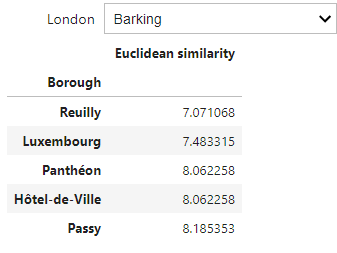 London Barking
Euclidean similarity
Borough
Reuilly 7.071068
Luxembourg 7.483315
Panthéon 8.062258
Hôtel-de-Ville 8.062258
Passy 8.185353